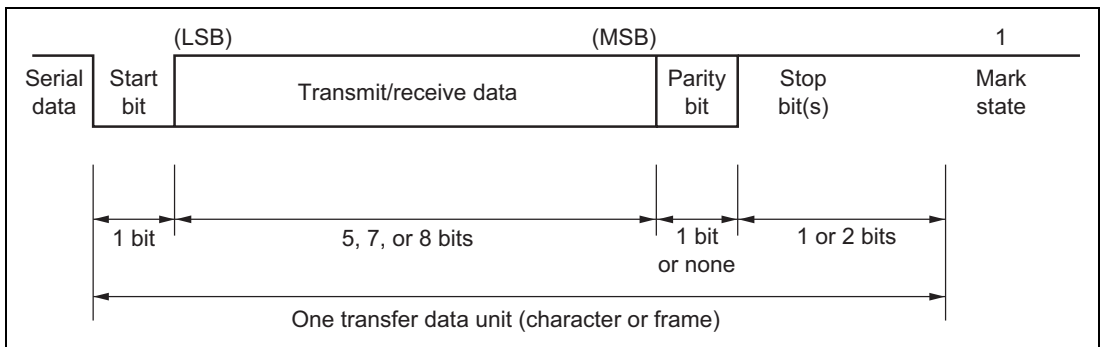 (LSB) (MSB) 1
Serial data
Start bit
Transmit/receive data
Parity bit
Stop bit(s)
Mark state
1 bit
5, 7, or 8 bits
1 bit or none
1 or 2 bits
One transfer data unit (character or frame)